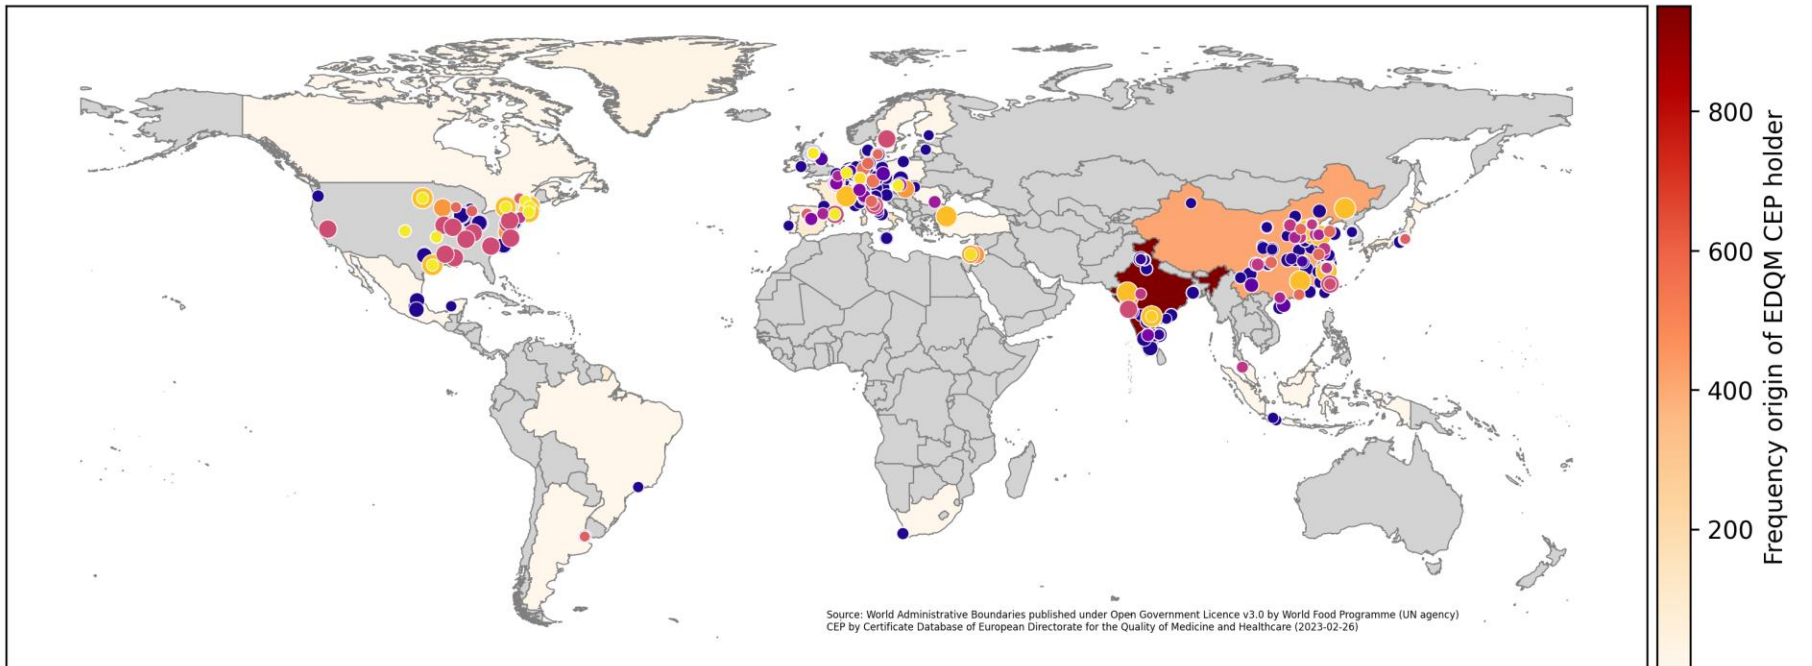 800
600
400
200
Frequency origin of EDQM CEP holder
Source: World Administrative Boundaries published under Open Government Licence v3.0 by World Food Programme (UN agency)
CEP by Certificate Database of European Directorate for the Quality of Medicine and Healthcare (2023-02-26)